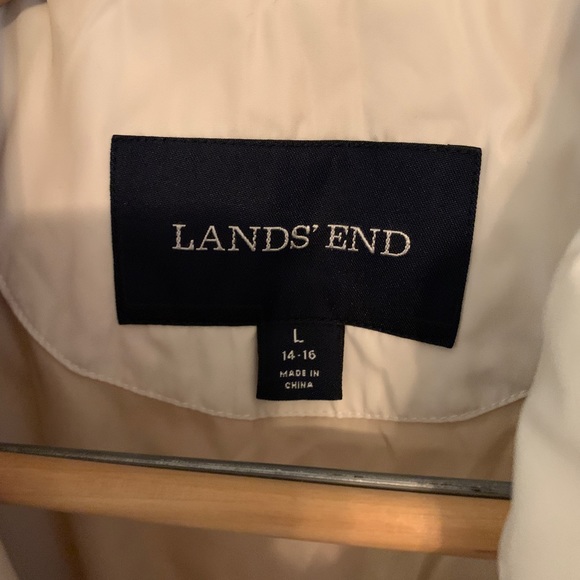 LANDS' END
L
14-16
MADE IN
CHINA